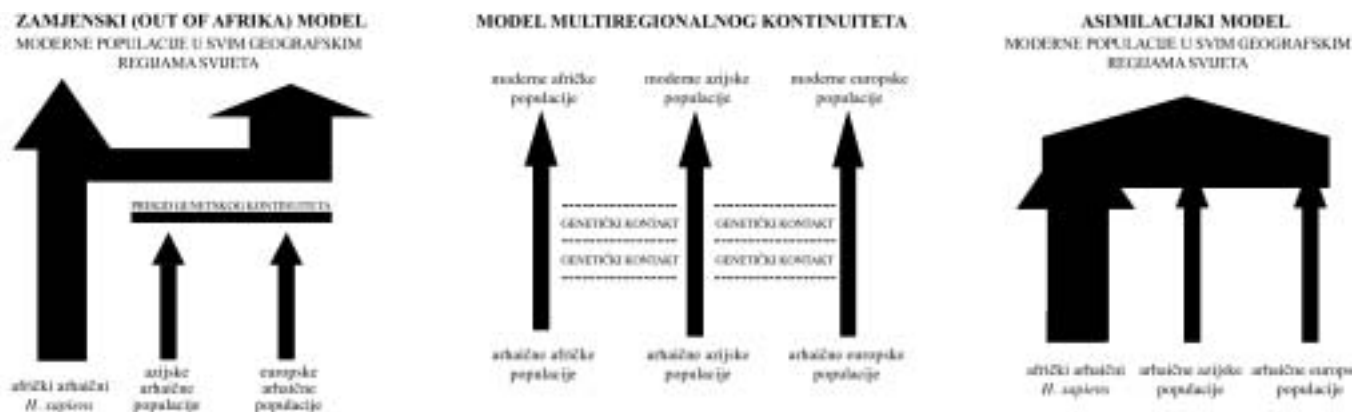 ZAMJENSKI (OUT OF AFRIKA) MODEL
MODERNE POPULACIJE U SVIM GEOGRAFSKIM
REGIJAMA SVIJETA
PREKID GENETSKOG KONTINUITETA
afrički arhaični
H. sapiens
azijske
arhaične
populacije
europske
arhaične
populacije
MODEL MULTIREGIONALNOG KONTINUITETA
moderne afričke
populacije
moderne azijske
populacije
moderne europske
populacije
GENETIČKI KONTAKT
GENETIČKI KONTAKT
GENETIČKI KONTAKT
GENETIČKI KONTAKT
arhaične afričke
populacije
arhaične azijske
populacije
arhaične europske
populacije
ASIMILACIJKI MODEL
MODERNE POPULACIJE U SVIM GEOGRAFSKIM
REGIJAMA SVIJETA
afrički arhaični
H. sapiens
arhaične azijske
populacije
arhaične europs
populacije